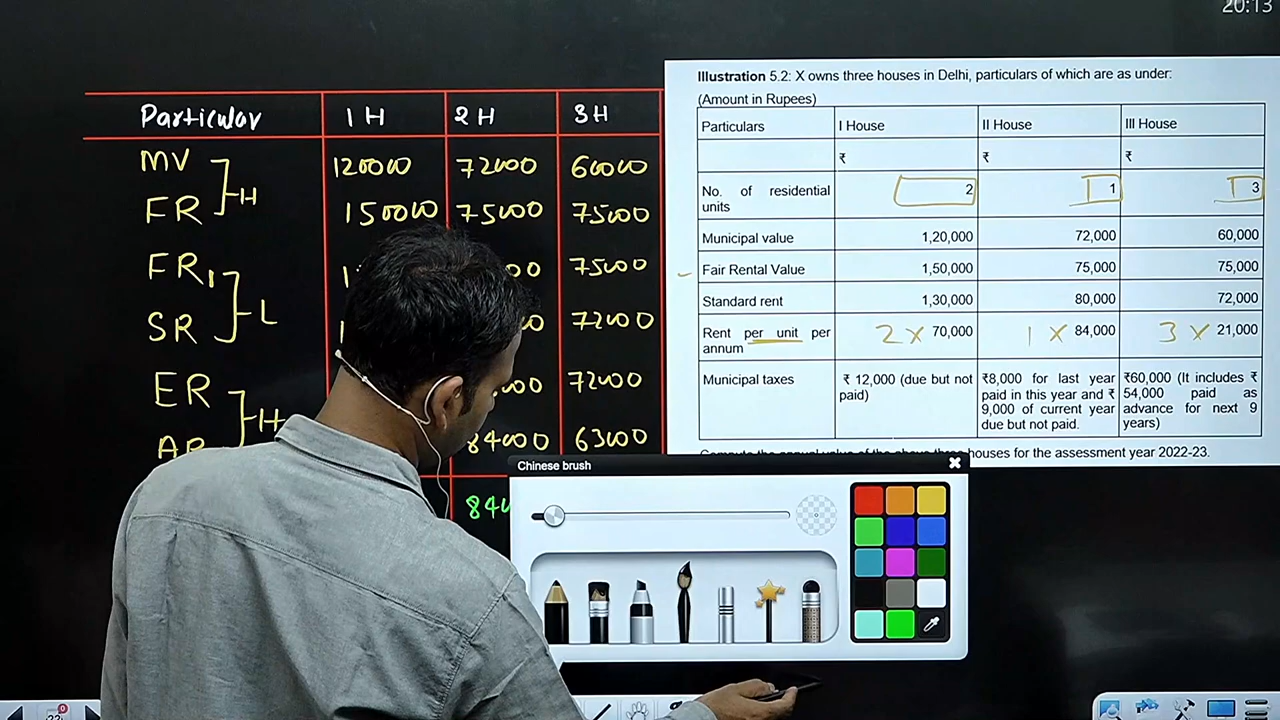 20:13
Particular 1 H 2 H 3 H
MV 120000 72000 60000
FR 150000 75000 75000
H
FR1 75000
SR 72000
L
ER 72000
AR 84000 63000
H
84
Illustration 5.2: X owns three houses in Delhi, particulars of which are as under:
(Amount in Rupees)
Particulars I House II House III House
₹ ₹ ₹
No. of residential units 2 1 3
Municipal value 1,20,000 72,000 60,000
Fair Rental Value 1,50,000 75,000 75,000
Standard rent 1,30,000 80,000 72,000
Rent per unit per annum 2 × 70,000 1 × 84,000 3 × 21,000
Municipal taxes ₹ 12,000 (due but not paid) ₹8,000 for last year paid in this year and ₹ 9,000 of current year due but not paid. ₹60,000 (It includes ₹ 54,000 paid as advance for next 9 years)
houses for the assessment year 2022-23.
Chinese brush